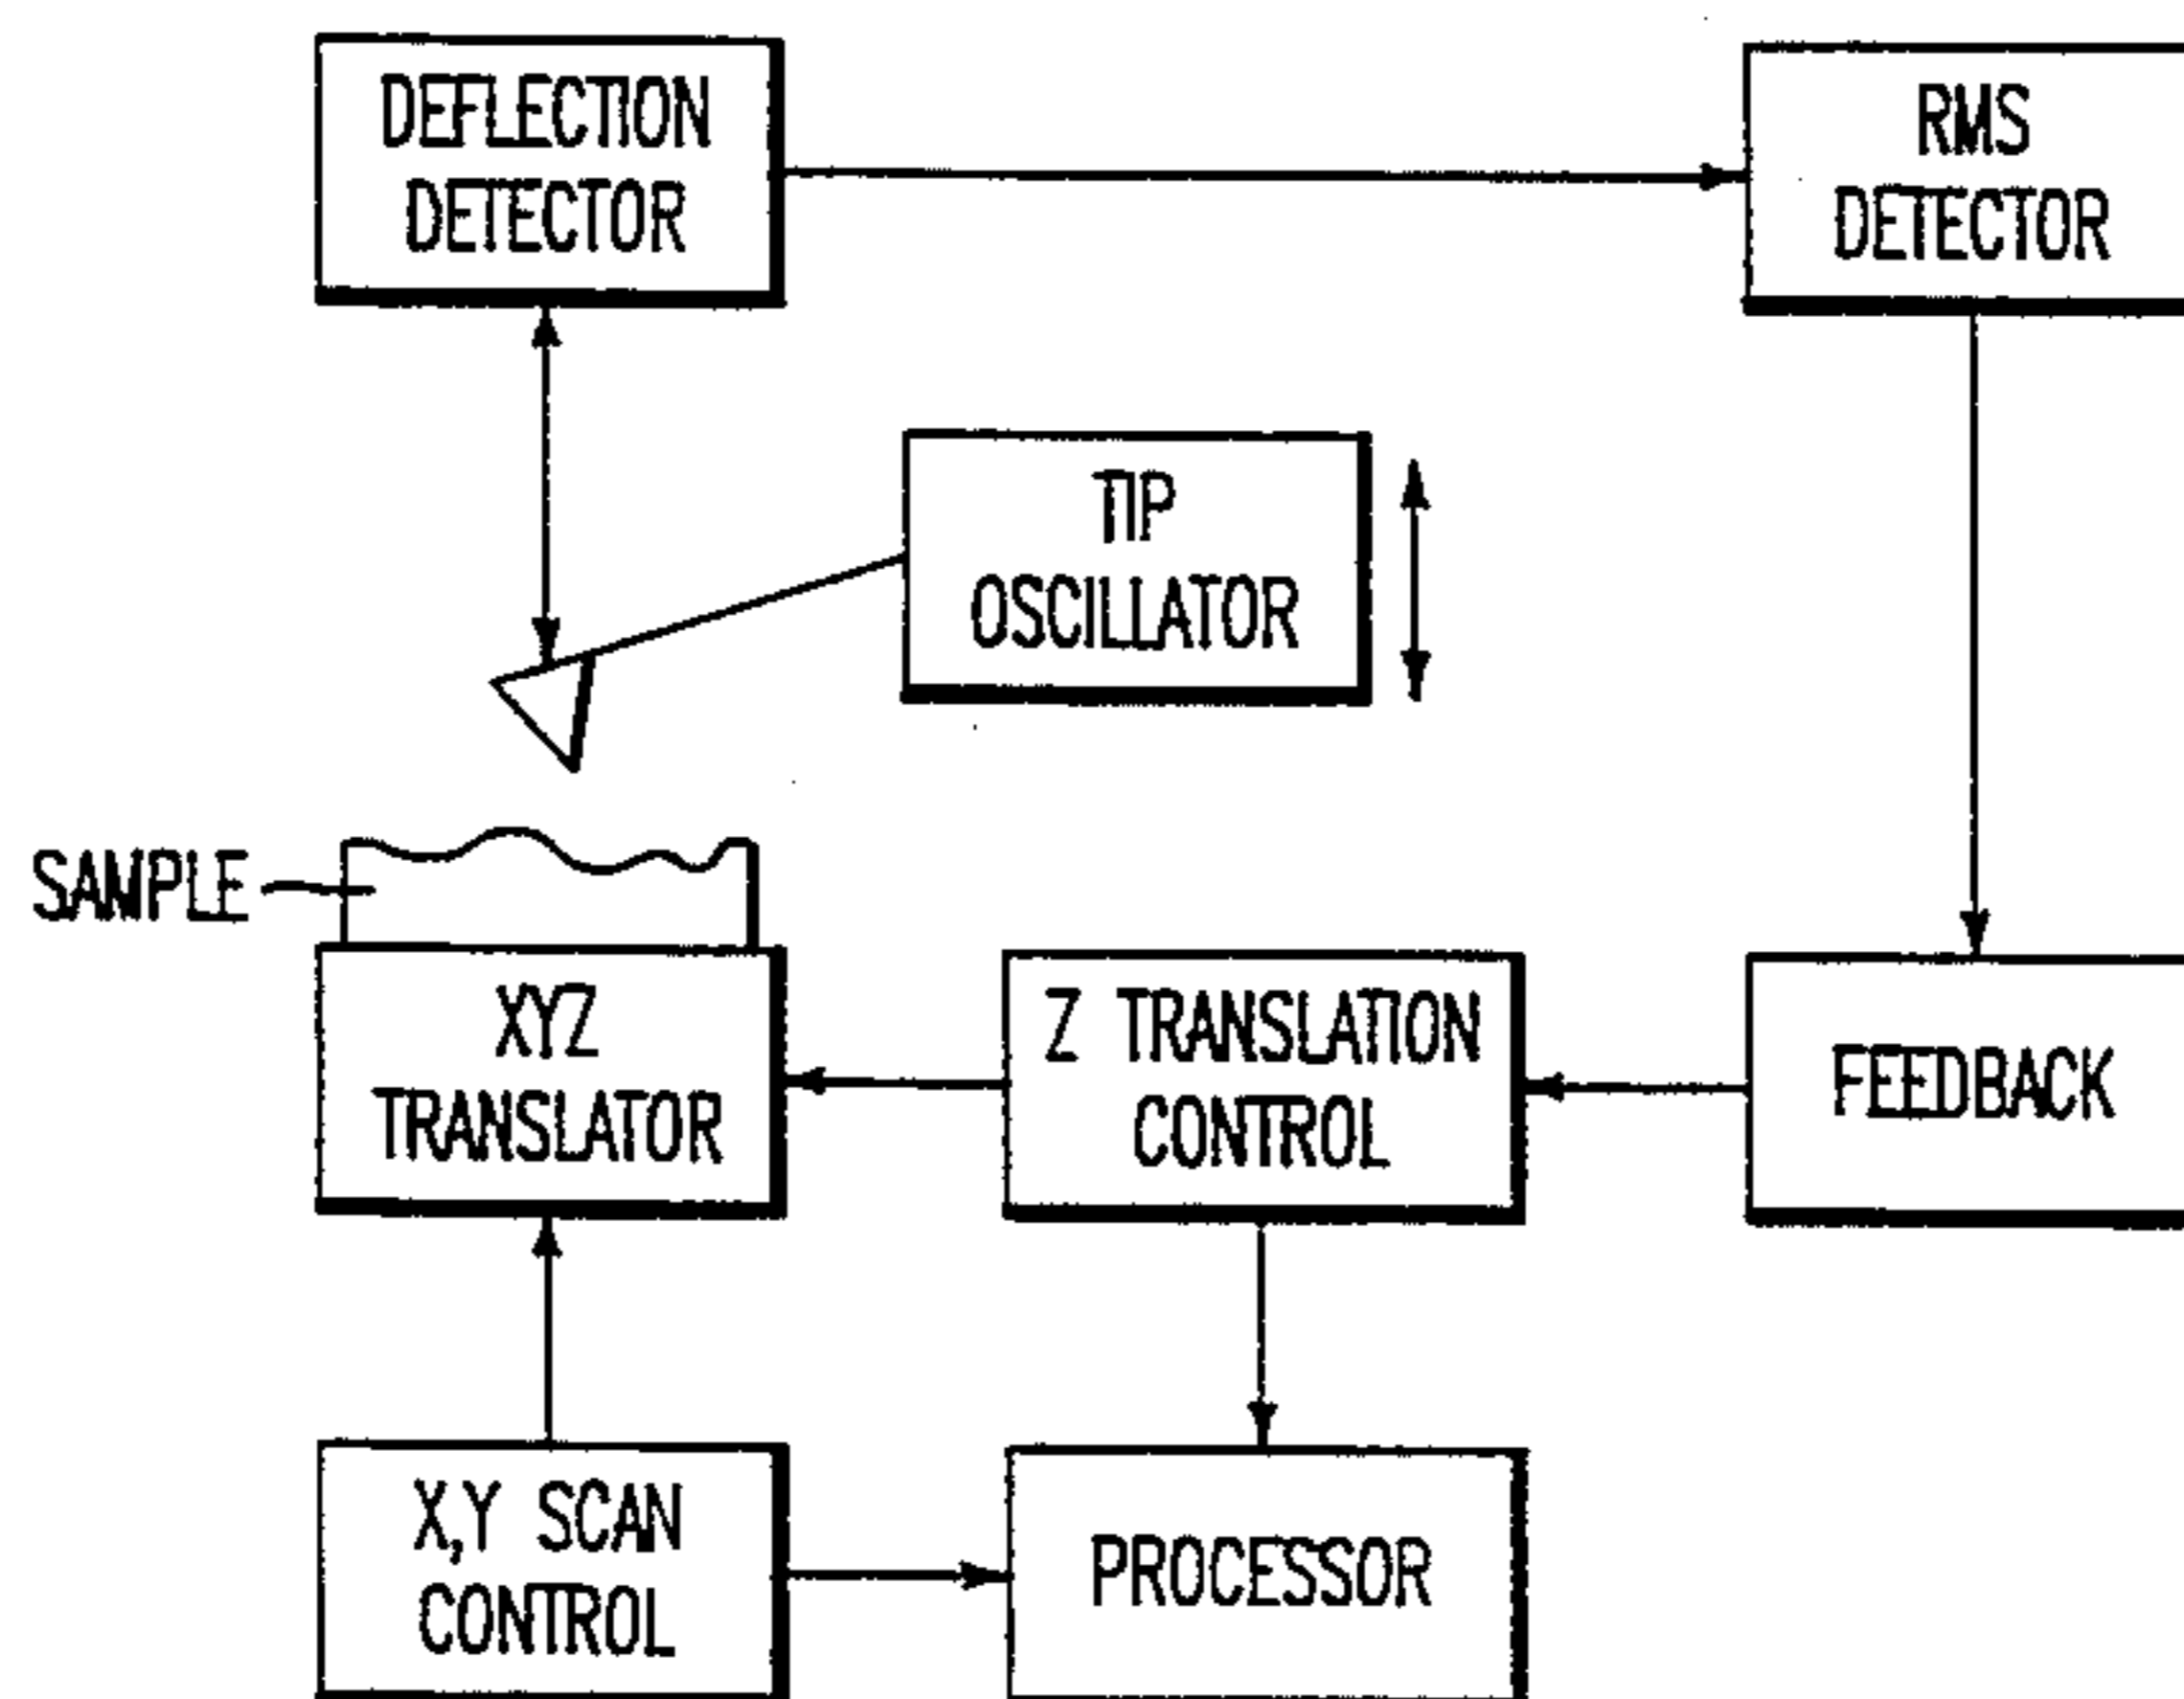 DEFLECTION
DETECTOR
RMS
DETECTOR
TIP
OSCILLATOR
SAMPLE
XYZ
TRANSLATOR
Z TRANSLATION
CONTROL
FEEDBACK
X,Y SCAN
CONTROL
PROCESSOR